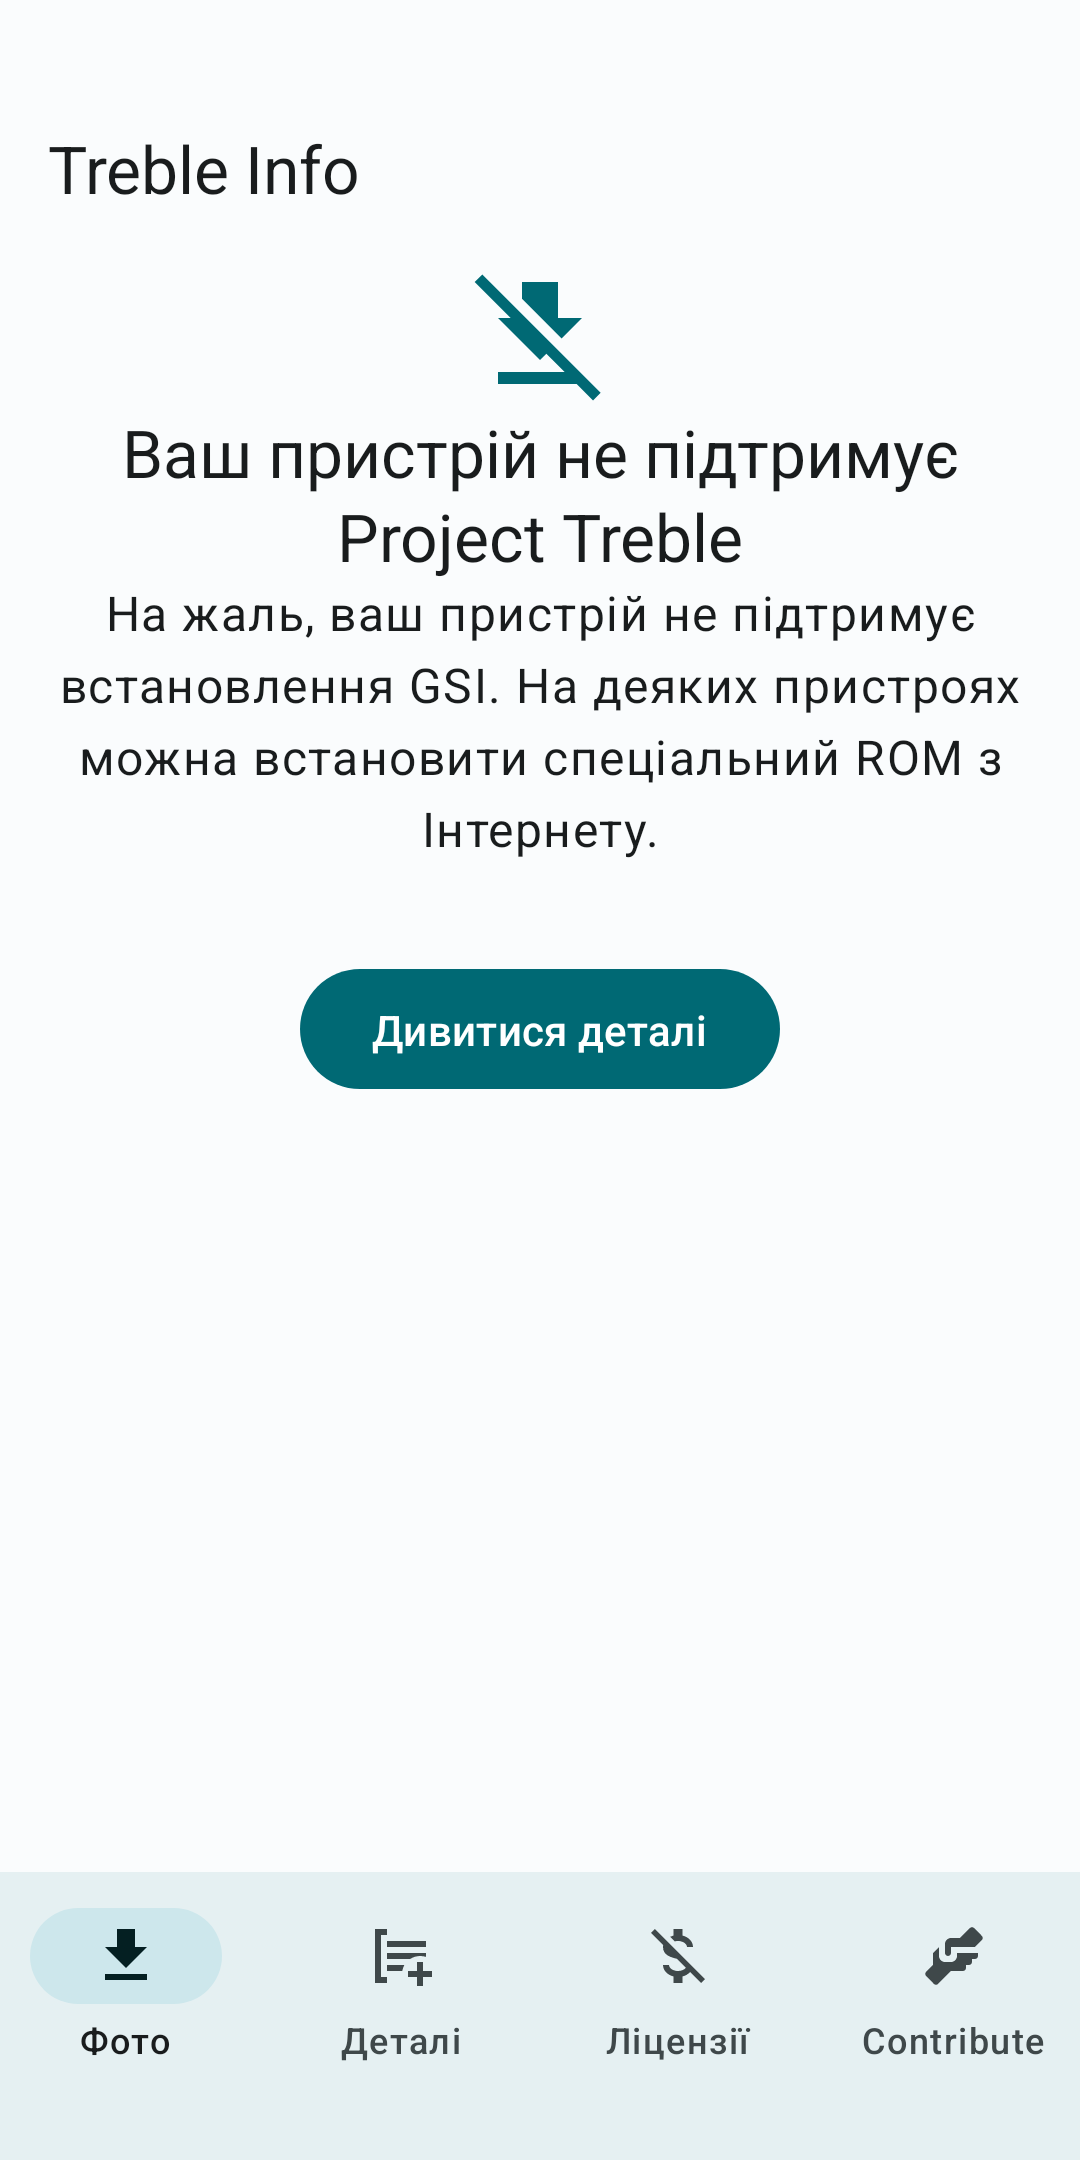 Treble Info
Ваш пристрій не підтримує
Project Treble
На жаль, ваш пристрій не підтримує
встановлення GSI. На деяких пристроях
можна встановити спеціальний ROM з
Інтернету.
Дивитися деталі
Фото
Деталі
Ліцензії
Contribute